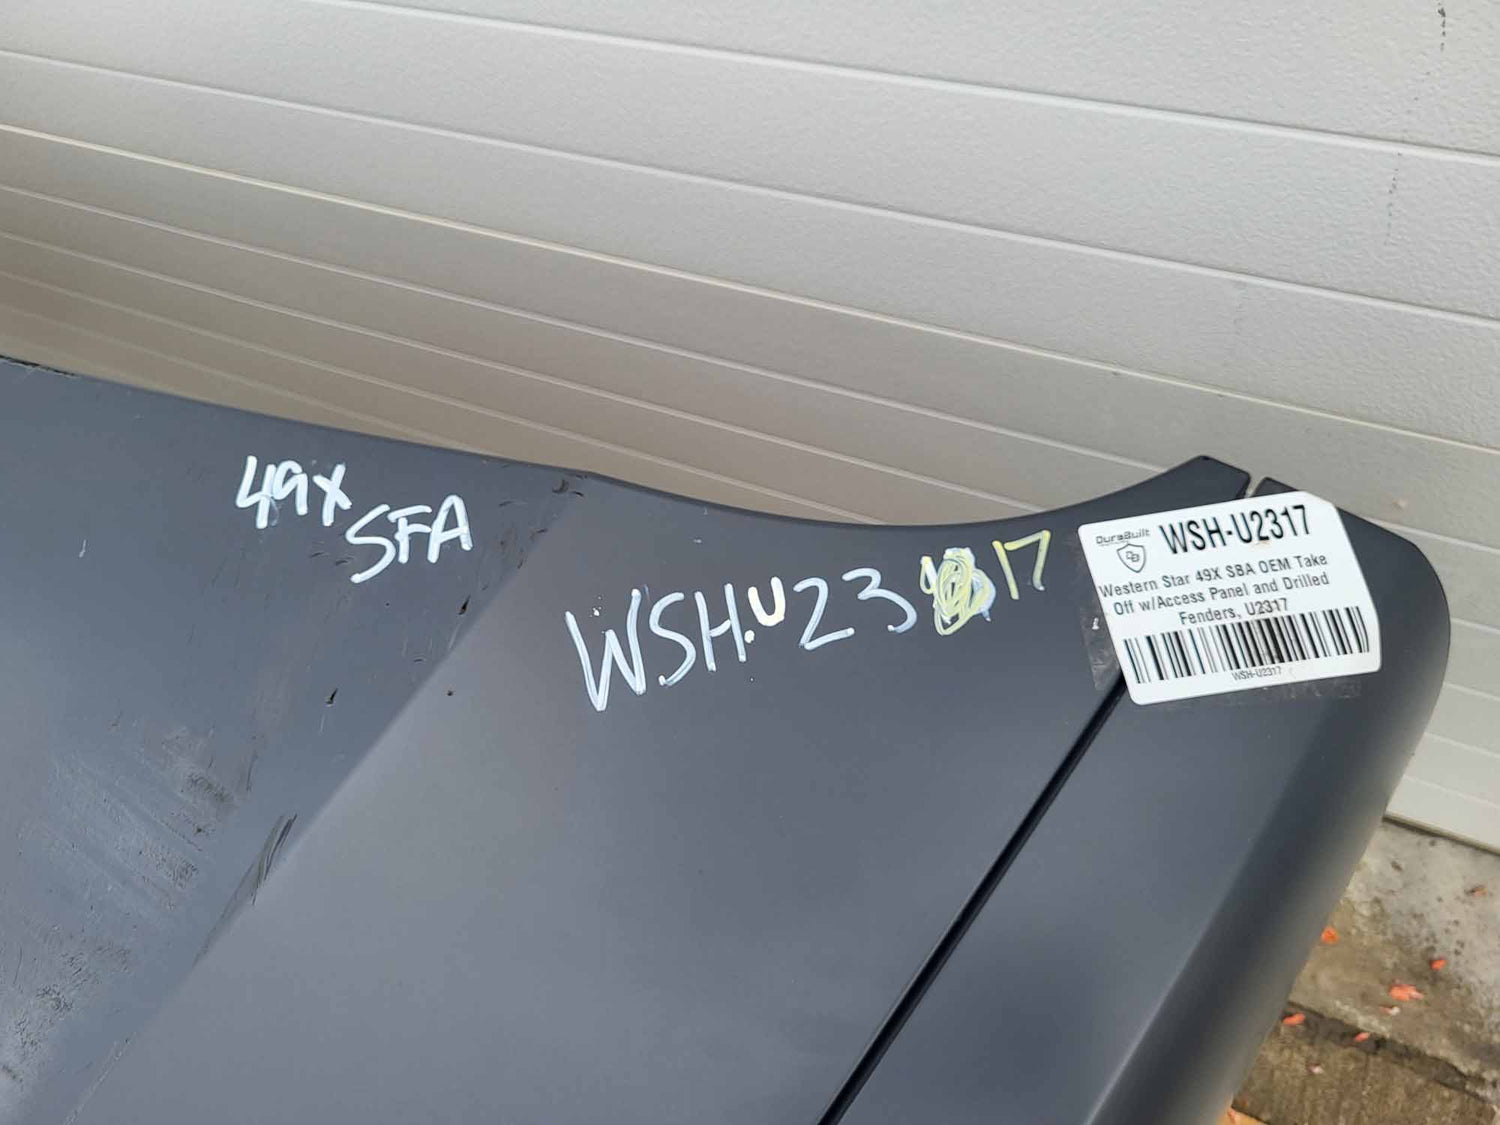 49X
SFA
WSH-U23 17
DuraBuilt
DB
WSH-U2317
Western Star 49X SBA OEM Take
Off w/Access Panel and Drilled
Fenders, U2317
WSH-U2317